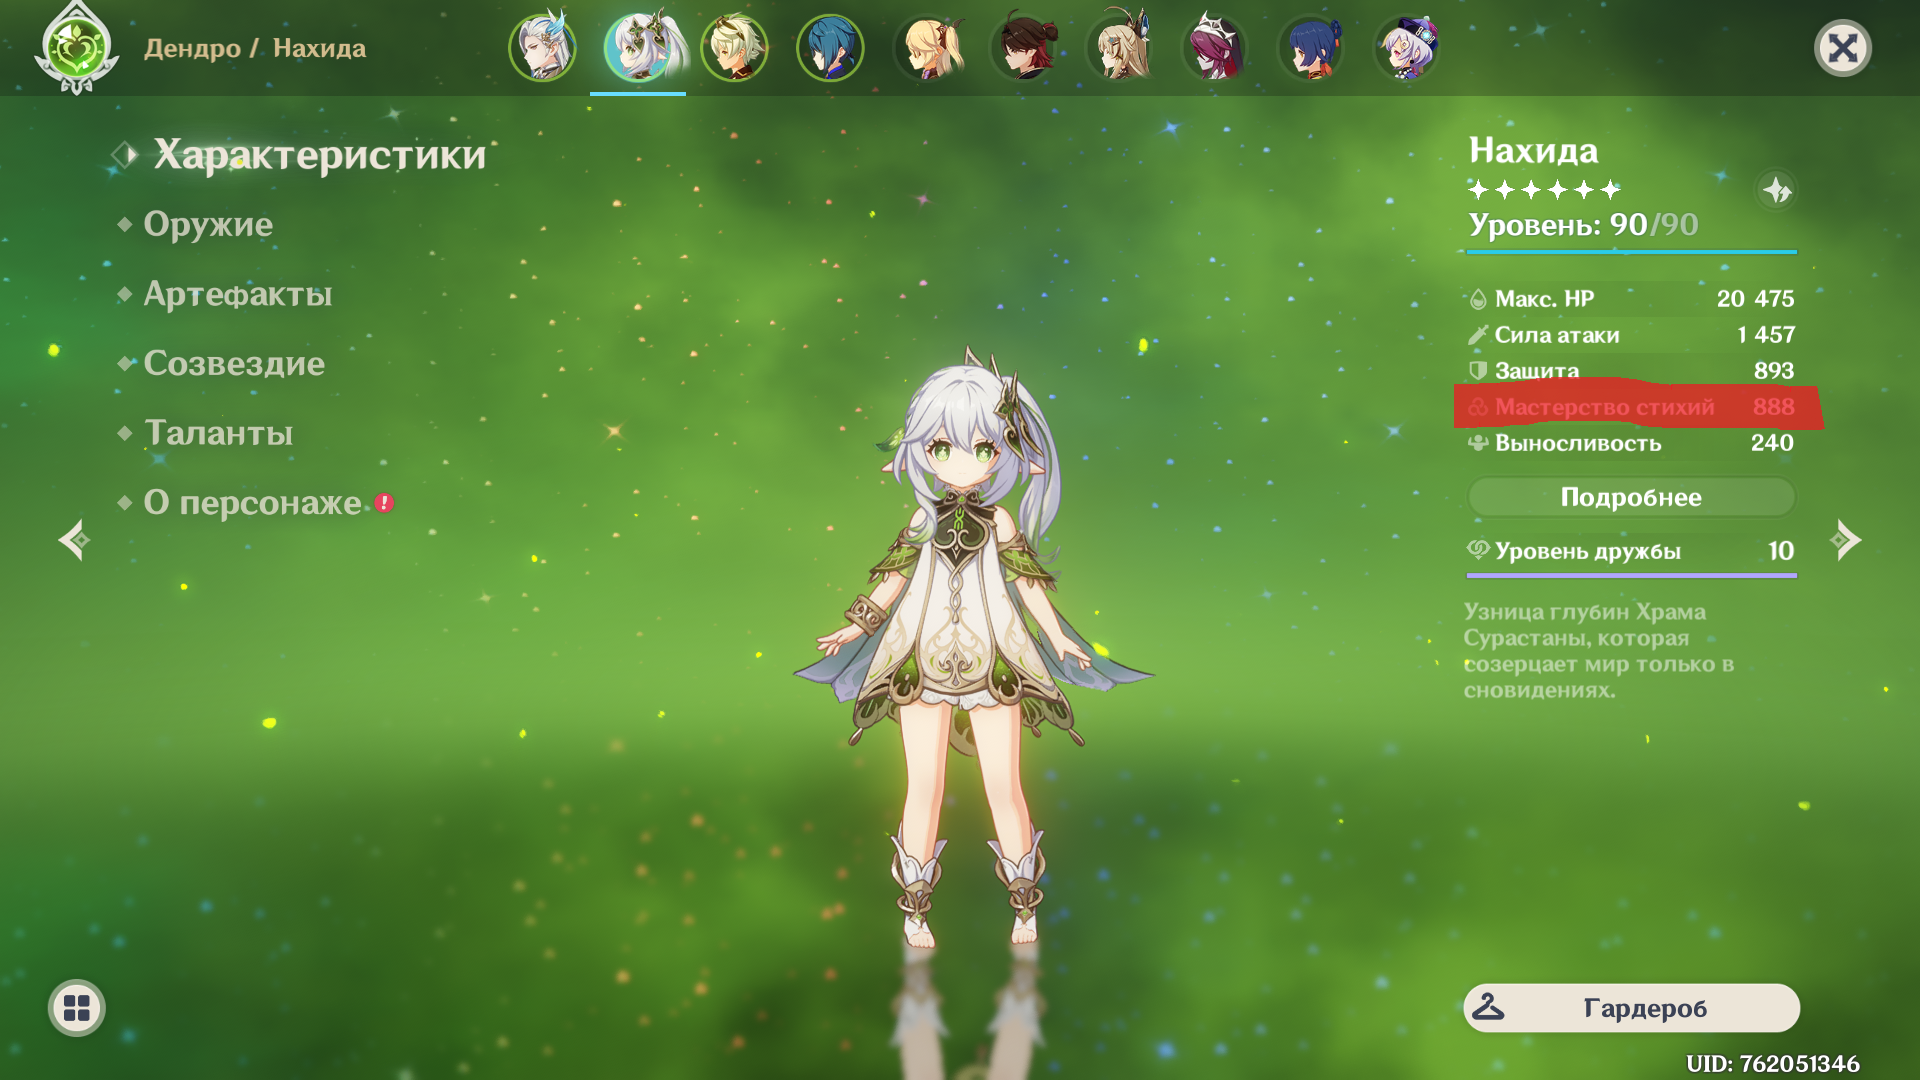 Дендро / Нахида
Характеристики
Оружие
Артефакты
Созвездие
Таланты
О персонаже
Нахида
Уровень: 90/90
Макс. HP 20 475
Сила атаки 1 457
Защита 893
Мастерство стихий 888
Выносливость 240
Подробнее
Уровень дружбы 10
Узница глубин Храма
Сурастаны, которая
созерцает мир только в
сновидениях.
Гардероб
UID: 762051346